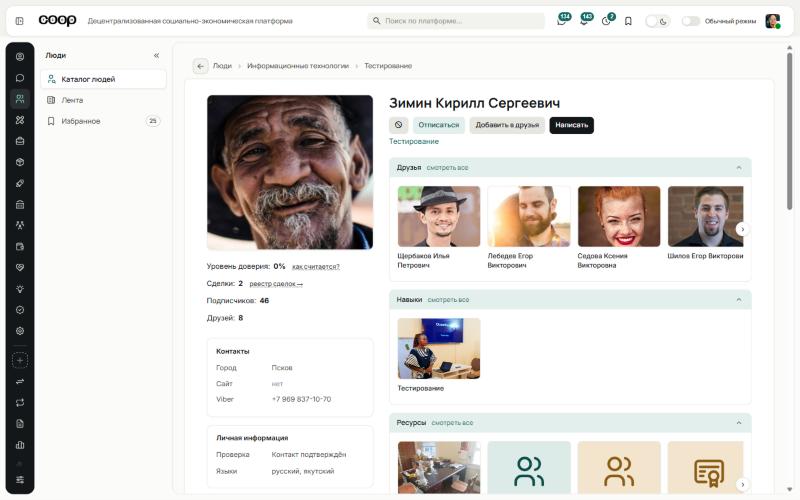 coop
Децентрализованная социально-экономическая платформа
Поиск по платформе...
134
143
2
Обычный режим
Люди
Каталог людей
Лента
Избранное
25
Люди > Информационные технологии > Тестирование
Зимин Кирилл Сергеевич
Отписаться
Добавить в друзья
Написать
Тестирование
Уровень доверия: 0% как считается?
Сделки: 2 реестр сделок→
Подписчиков: 46
Друзей: 8
Контакты
Город Псков
Сайт нет
Viber +7 969 837-10-70
Личная информация
Проверка Контакт подтверждён
Языки русский, якутский
Друзья смотреть все
Щербаков Илья
Петрович
Лебедев Егор
Викторович
Седова Ксения
Викторовна
Шилов Егор Викторови
Навыки смотреть все
Тестирование
Ресурсы смотреть все